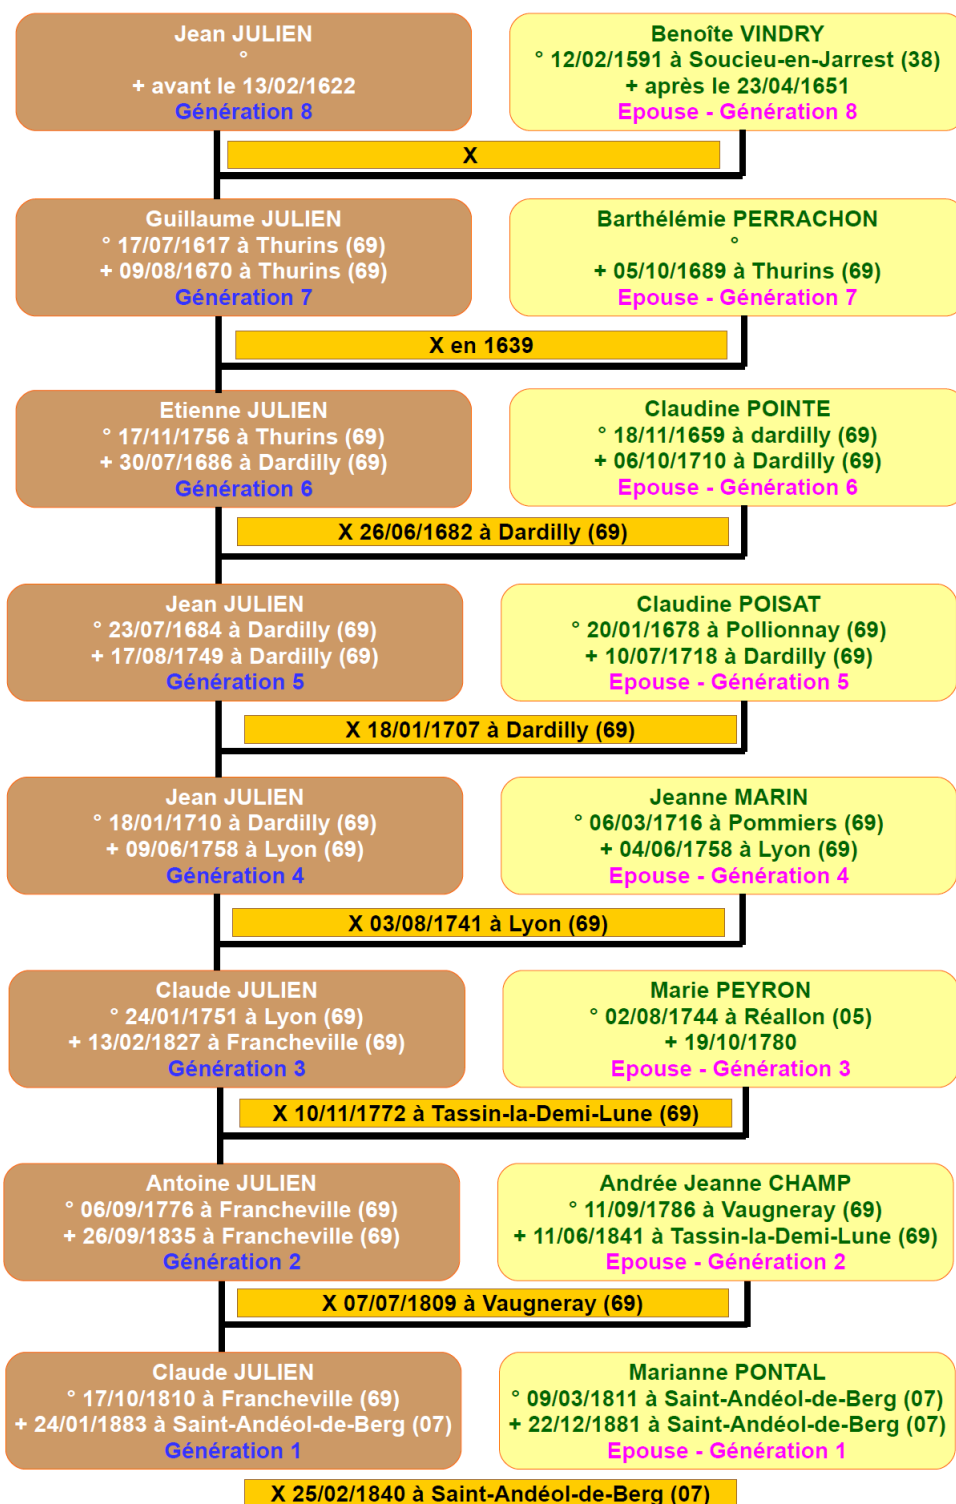 Jean JULIEN
°
+ avant le 13/02/1622
Génération 8
Benoîte VINDRY
° 12/02/1591 à Soucieu-en-Jarrest (38)
+ après le 23/04/1651
Epouse - Génération 8
X
Guillaume JULIEN
° 17/07/1617 à Thurins (69)
+ 09/08/1670 à Thurins (69)
Génération 7
Barthélémie PERRACHON
°
+ 05/10/1689 à Thurins (69)
Epouse - Génération 7
X en 1639
Etienne JULIEN
° 17/11/1756 à Thurins (69)
+ 30/07/1686 à Dardilly (69)
Génération 6
Claudine POINTE
° 18/11/1659 à dardilly (69)
+ 06/10/1710 à Dardilly (69)
Epouse - Génération 6
X 26/06/1682 à Dardilly (69)
Jean JULIEN
° 23/07/1684 à Dardilly (69)
+ 17/08/1749 à Dardilly (69)
Génération 5
Claudine POISAT
° 20/01/1678 à Pollionnay (69)
+ 10/07/1718 à Dardilly (69)
Epouse - Génération 5
X 18/01/1707 à Dardilly (69)
Jean JULIEN
° 18/01/1710 à Dardilly (69)
+ 09/06/1758 à Lyon (69)
Génération 4
Jeanne MARIN
° 06/03/1716 à Pommiers (69)
+ 04/06/1758 à Lyon (69)
Epouse - Génération 4
X 03/08/1741 à Lyon (69)
Claude JULIEN
° 24/01/1751 à Lyon (69)
+ 13/02/1827 à Francheville (69)
Génération 3
Marie PEYRON
° 02/08/1744 à Réallon (05)
+ 19/10/1780
Epouse - Génération 3
X 10/11/1772 à Tassin-la-Demi-Lune (69)
Antoine JULIEN
° 06/09/1776 à Francheville (69)
+ 26/09/1835 à Francheville (69)
Génération 2
Andrée Jeanne CHAMP
° 11/09/1786 à Vaugneray (69)
+ 11/06/1841 à Tassin-la-Demi-Lune (69)
Epouse - Génération 2
X 07/07/1809 à Vaugneray (69)
Claude JULIEN
° 17/10/1810 à Francheville (69)
+ 24/01/1883 à Saint-Andéol-de-Berg (07)
Génération 1
Marianne PONTAL
° 09/03/1811 à Saint-Andéol-de-Berg (07)
+ 22/12/1881 à Saint-Andéol-de-Berg (07)
Epouse - Génération 1
X 25/02/1840 à Saint-Andéol-de-Berg (07)